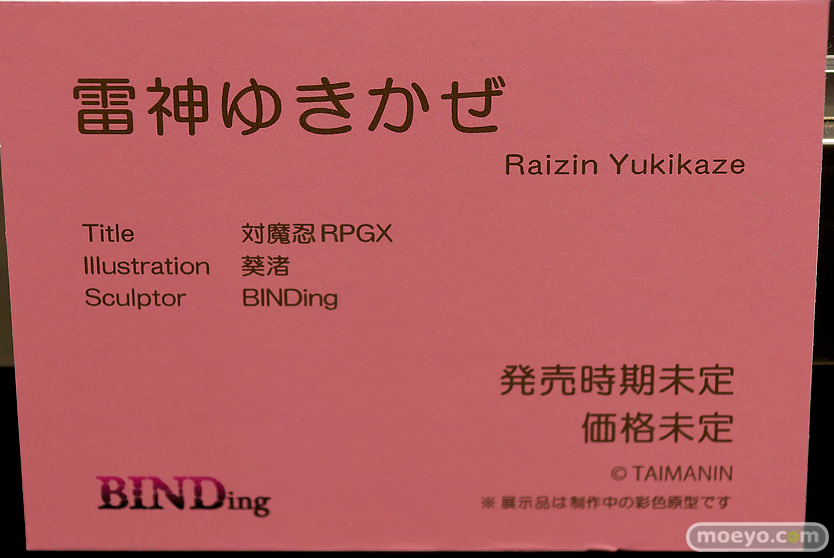 雷神ゆきかぜ
Raizin Yukikaze
Title 対魔忍RPGX
Illustration 葵渚
Sculptor BINDing
発売時期未定
価格未定
© TAIMANIN
BINDing
※展示品は制作中の彩色原型です
moeyo.com